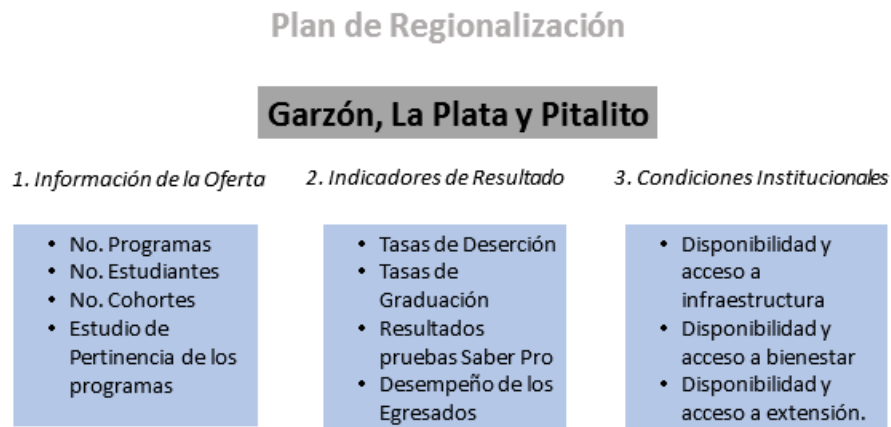 Plan de Regionalización
Garzón, La Plata y Pitalito
1. Información de la Oferta
• No. Programas
• No. Estudiantes
• No. Cohortes
• Estudio de
Pertinencia de los
programas
2. Indicadores de Resultado
• Tasas de Deserción
• Tasas de
Graduación
• Resultados
pruebas Saber Pro
• Desempeño de los
Egresados
3. Condiciones Institucionales
• Disponibilidad y
acceso a
infraestructura
• Disponibilidad y
acceso a bienestar
• Disponibilidad y
acceso a extensión.